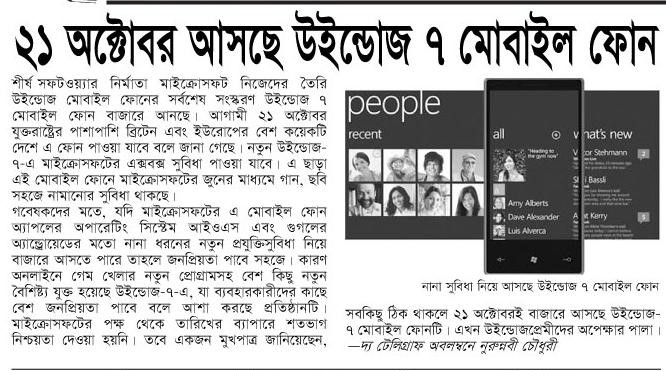 ২১ অক্টোবর আসছে উইন্ডোজ ৭ মোবাইল ফোন
শীর্ষ সফটওয়্যার নির্মাতা মাইক্রোসফট নিজেদের তৈরি
উইন্ডোজ মোবাইল ফোনের সর্বশেষ সংস্করণ উইন্ডোজ ৭
মোবাইল ফোন বাজারে আনছে। আগামী ২১ অক্টোবর
যুক্তরাষ্ট্রের পাশাপাশি ব্রিটেন এবং ইউরোপের বেশ কয়েকটি
দেশে এ ফোন পাওয়া যাবে বলে জানা গেছে। নতুন উইন্ডোজ-
৭-এ মাইক্রোসফটের এক্সবক্স সুবিধা পাওয়া যাবে। এ ছাড়া
এই মোবাইল ফোনে মাইক্রোসফটের জুনের মাধ্যমে গান, ছবি
সহজে নামানোর সুবিধা থাকছে।
গবেষকদের মতে, যদি মাইক্রোসফটের এ মোবাইল ফোন
অ্যাপলের অপারেটিং সিস্টেম আইওএস এবং গুগলের
অ্যান্ড্রোয়েডের মতো নানা ধরনের নতুন প্রযুক্তিসুবিধা নিয়ে
বাজারে আসতে পারে তাহলে জনপ্রিয়তা পাবে সহজে। কারণ
অনলাইনে গেম খেলার নতুন প্রোগ্রামসহ বেশ কিছু নতুন
বৈশিষ্ট্য যুক্ত হয়েছে উইন্ডোজ-৭-এ, যা ব্যবহারকারীদের কাছে
বেশ জনপ্রিয়তা পাবে বলে আশা করছে প্রতিষ্ঠানটি।
মাইক্রোসফটের পক্ষ থেকে তারিখের ব্যাপারে শতভাগ
নিশ্চয়তা দেওয়া হয়নি। তবে একজন মুখপাত্র জানিয়েছেন,
people
recent
all
what's new
"Heading to
the gym now"
Amy Alberts
Dave Alexander
Luis Alverca
Victor Stehmann
2
Bassli
Kerry
5
নানা সুবিধা নিয়ে আসছে উইন্ডোজ ৭ মোবাইল ফোন
সবকিছু ঠিক থাকলে ২১ অক্টোবরই বাজারে আসছে উইন্ডোজ-
৭ মোবাইল ফোনটি। এখন উইন্ডোজপ্রেমীদের অপেক্ষার পালা।
—দ্য টেলিগ্রাফ অবলম্বনে নুরুন্নবী চৌধুরী